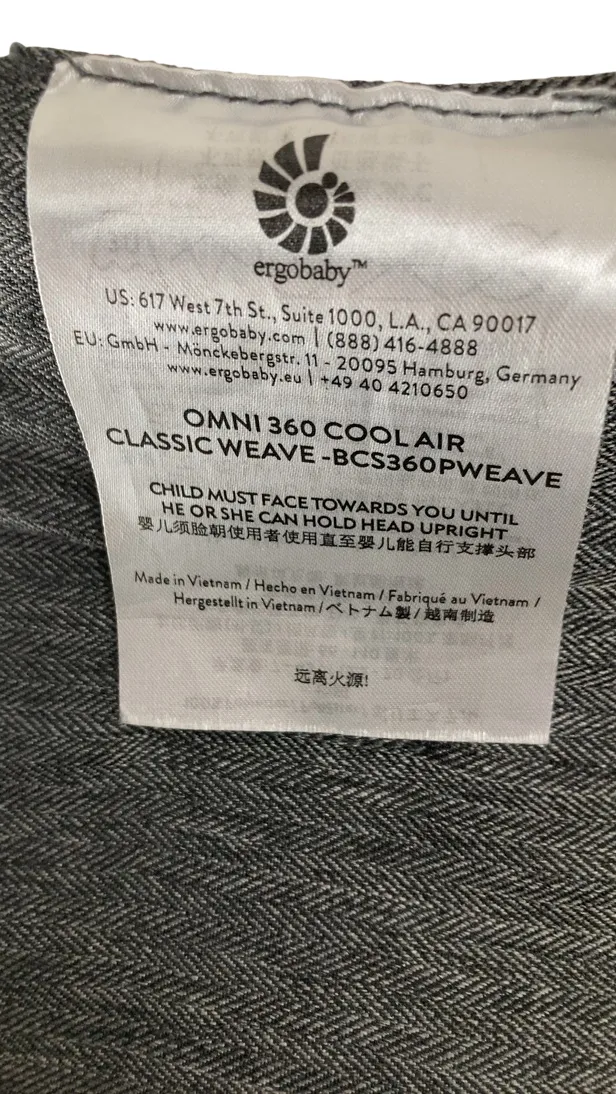 ergobaby™
US: 617 West 7th St., Suite 1000, L.A., CA 90017
www.ergobaby.com | (888) 416-4888
EU: GmbH - Mönckebergstr. 11 - 20095 Hamburg, Germany
www.ergobaby.eu | +49 40 4210650
OMNI 360 COOL AIR
CLASSIC WEAVE -BCS360PWEAVE
CHILD MUST FACE TOWARDS YOU UNTIL
HE OR SHE CAN HOLD HEAD UPRIGHT
婴儿须脸朝使用者使用直至婴儿能自行支撑头部
Made in Vietnam / Hecho en Vietnam / Fabriqué au Vietnam /
Hergestellt in Vietnam / ベトナム製 / 越南制造
远离火源!